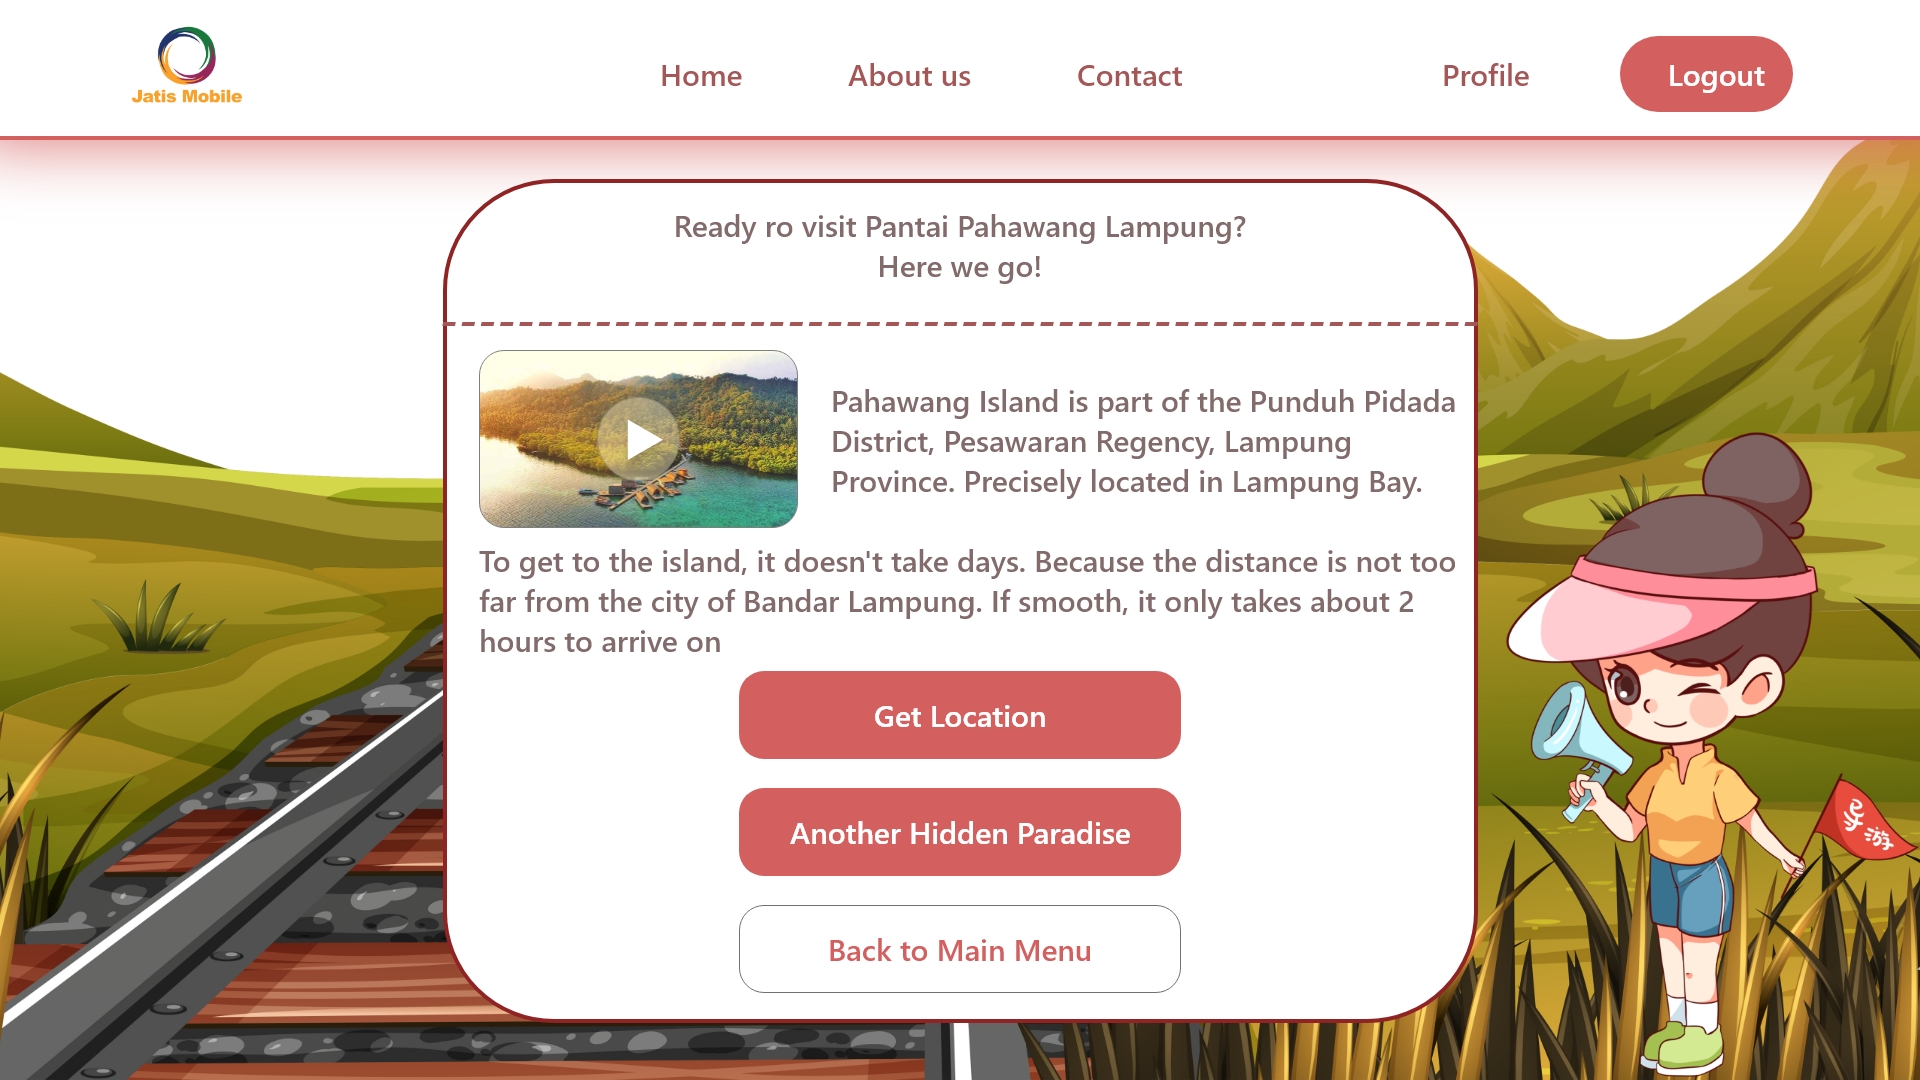 Jatis Mobile
Home
About us
Contact
Profile
Logout
Ready ro visit Pantai Pahawang Lampung?
Here we go!
Pahawang Island is part of the Punduh Pidada
District, Pesawaran Regency, Lampung
Province. Precisely located in Lampung Bay.
To get to the island, it doesn't take days. Because the distance is not too
far from the city of Bandar Lampung. If smooth, it only takes about 2
hours to arrive on
Get Location
Another Hidden Paradise
Back to Main Menu